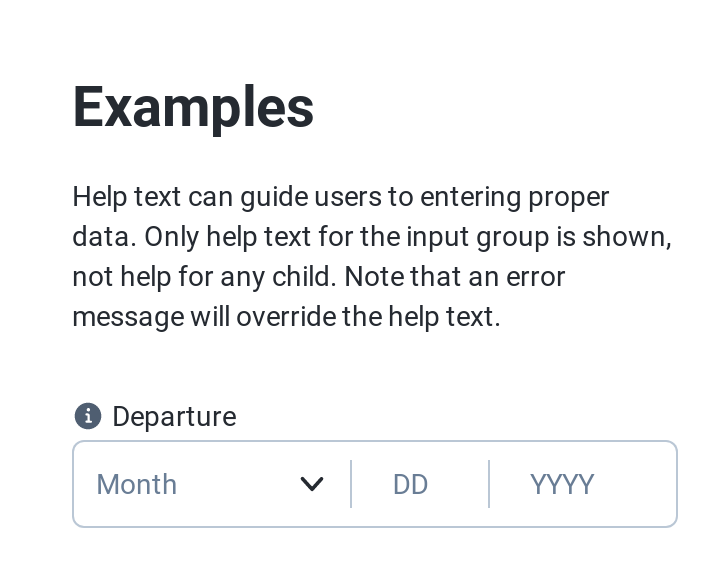 Examples
Help text can guide users to entering proper
data. Only help text for the input group is shown,
not help for any child. Note that an error
message will override the help text.
Departure
Month DD YYYY